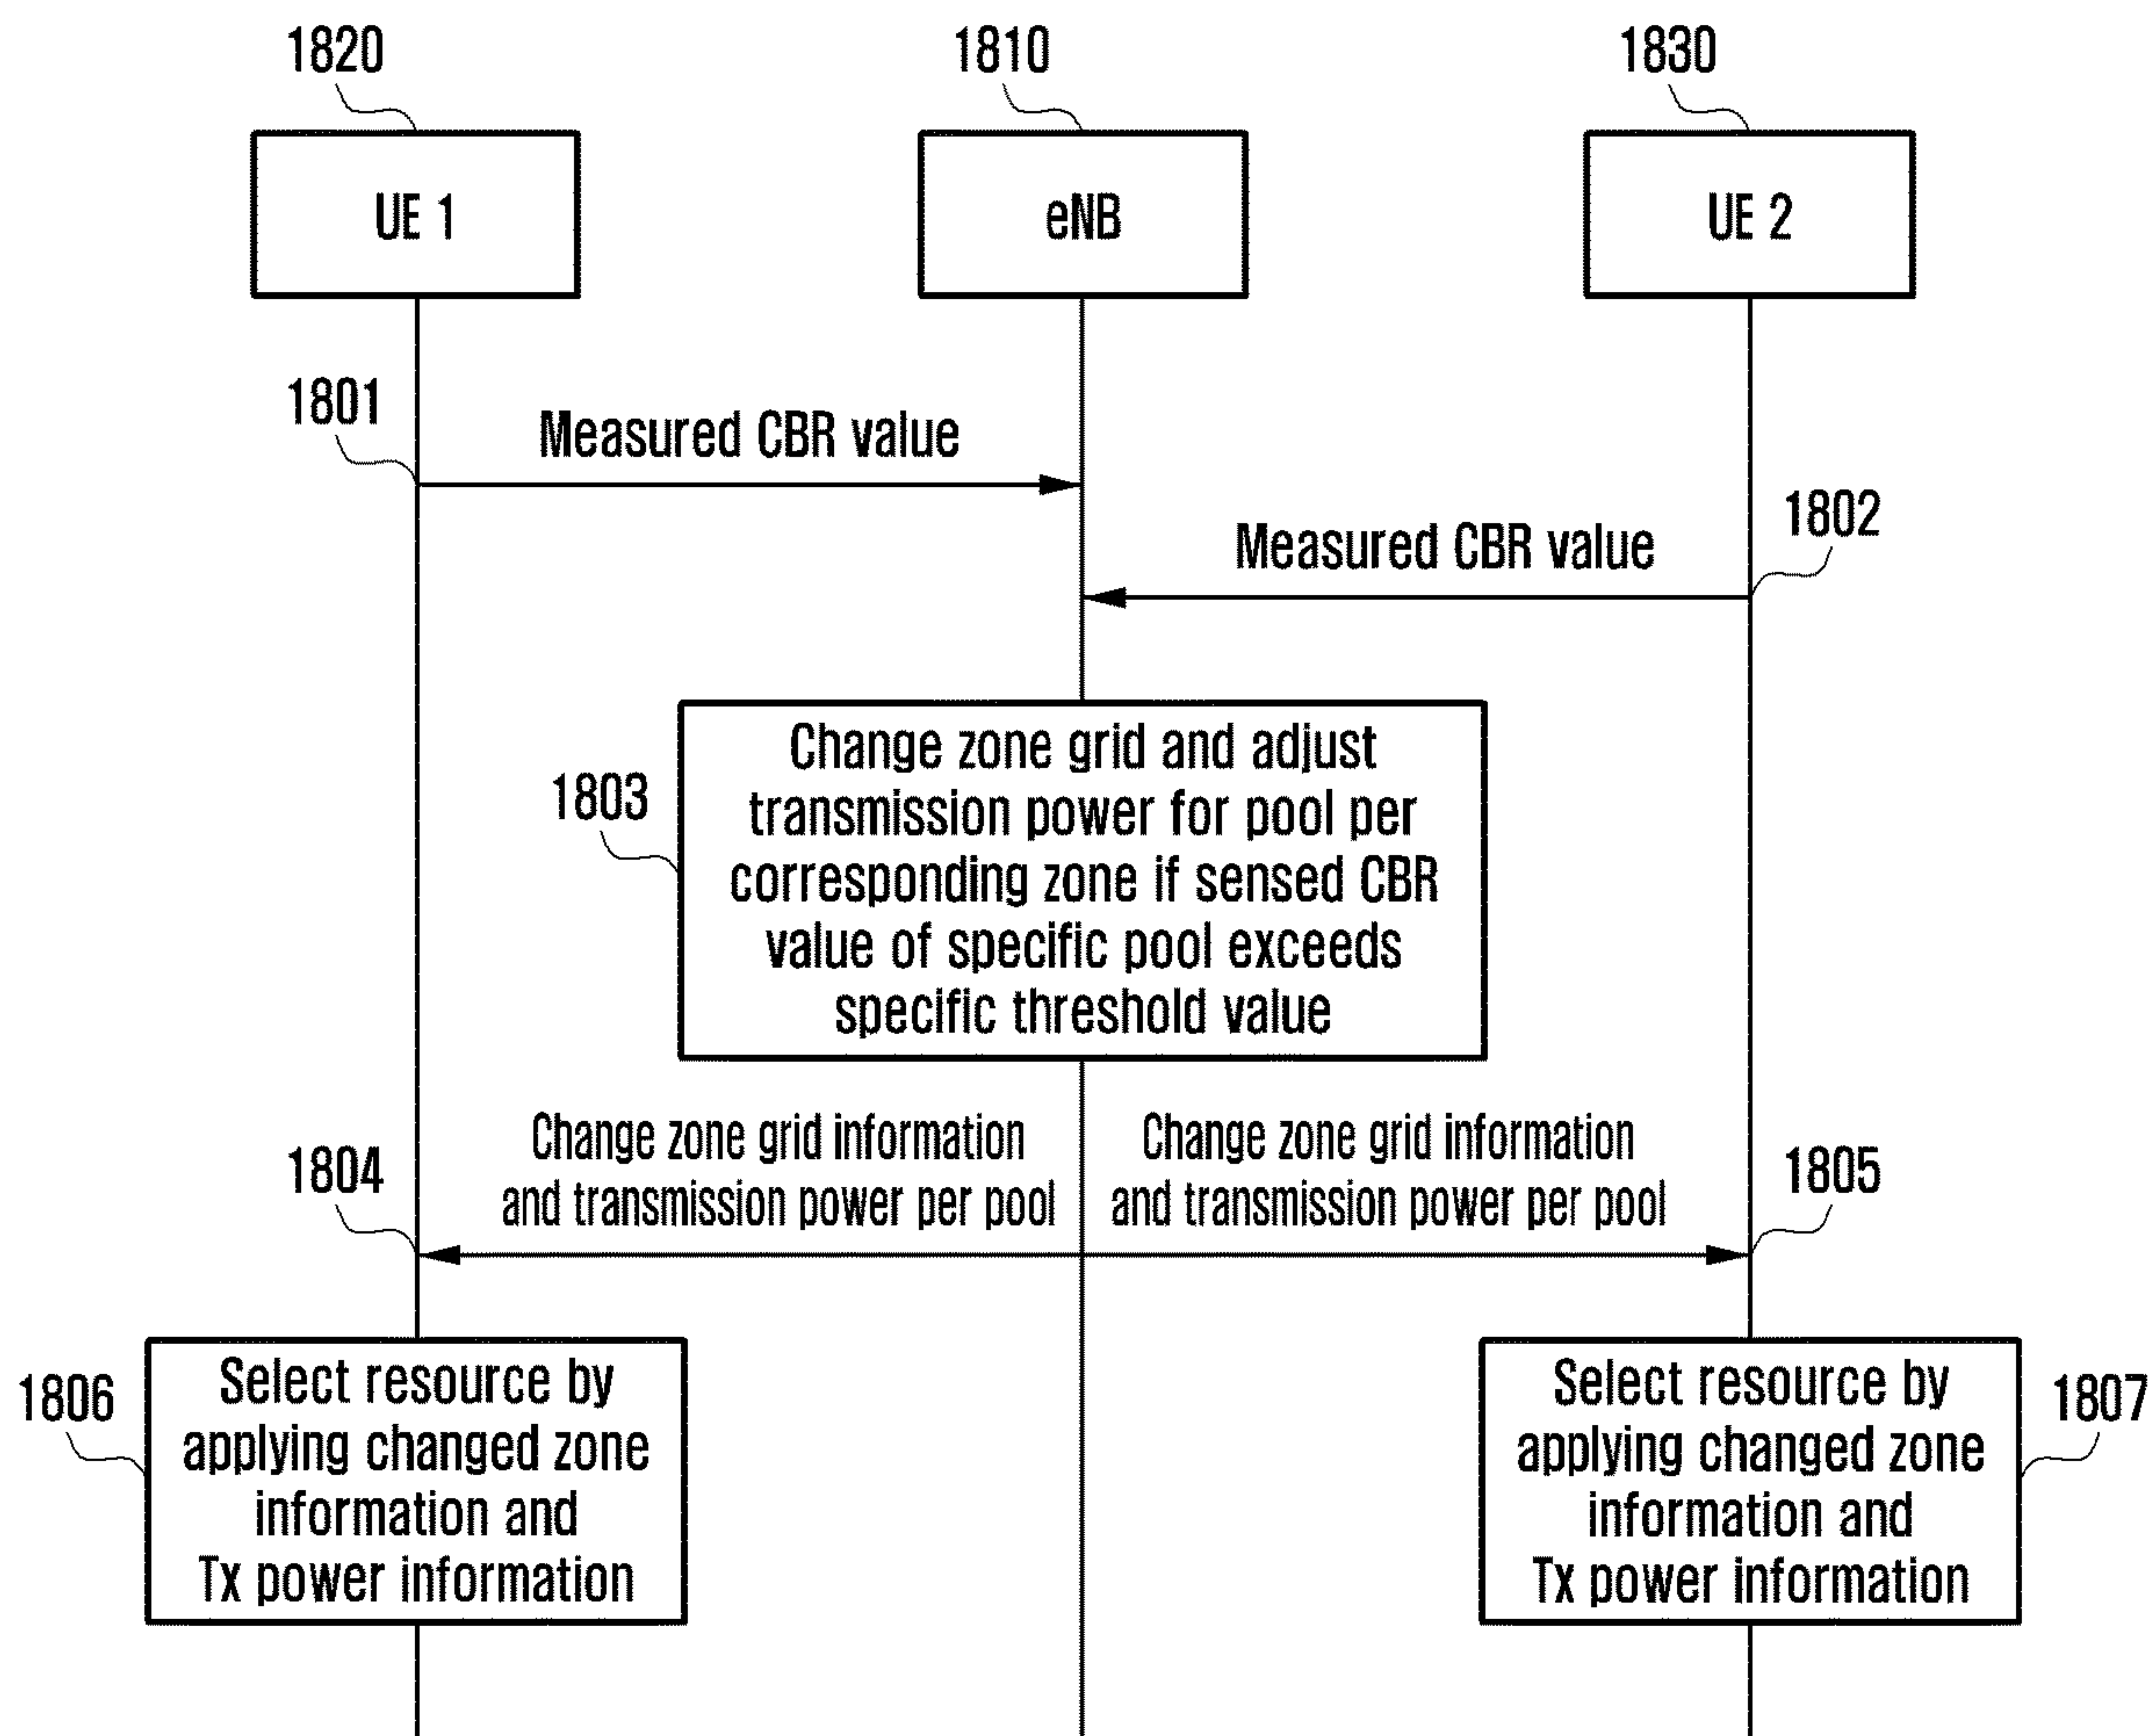 1820
1810
1830
UE 1
eNB
UE 2
1801
Measured CBR value
1802
Measured CBR value
1803
Change zone grid and adjust
transmission power for pool per
corresponding zone if sensed CBR
value of specific pool exceeds
specific threshold value
1804
Change zone grid information
and transmission power per pool
Change zone grid information
and transmission power per pool
1805
1806
Select resource by
applying changed zone
information and
Tx power information
Select resource by
applying changed zone
information and
Tx power information
1807